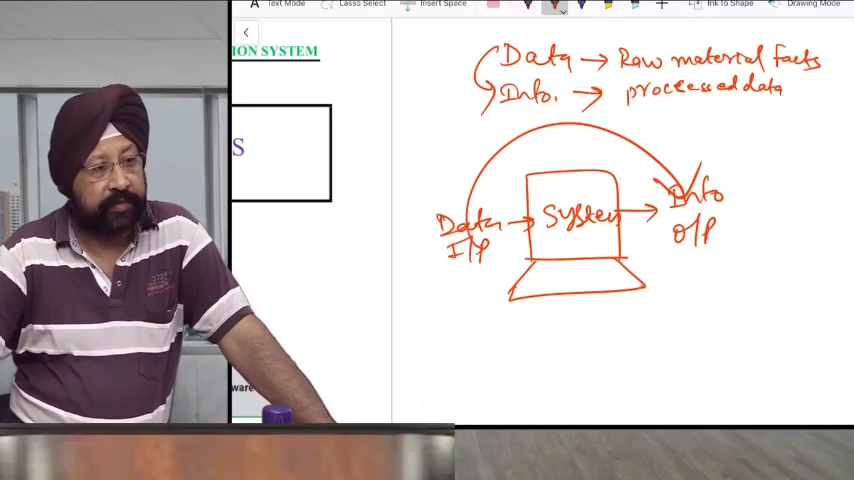 Text Mode Lasso Select Insert Space Ink to Shape Drawing Mode
ION SYSTEM
S
ware
Data → Raw material facts
Info. → processed data
Data → System → Info
I/P O/P